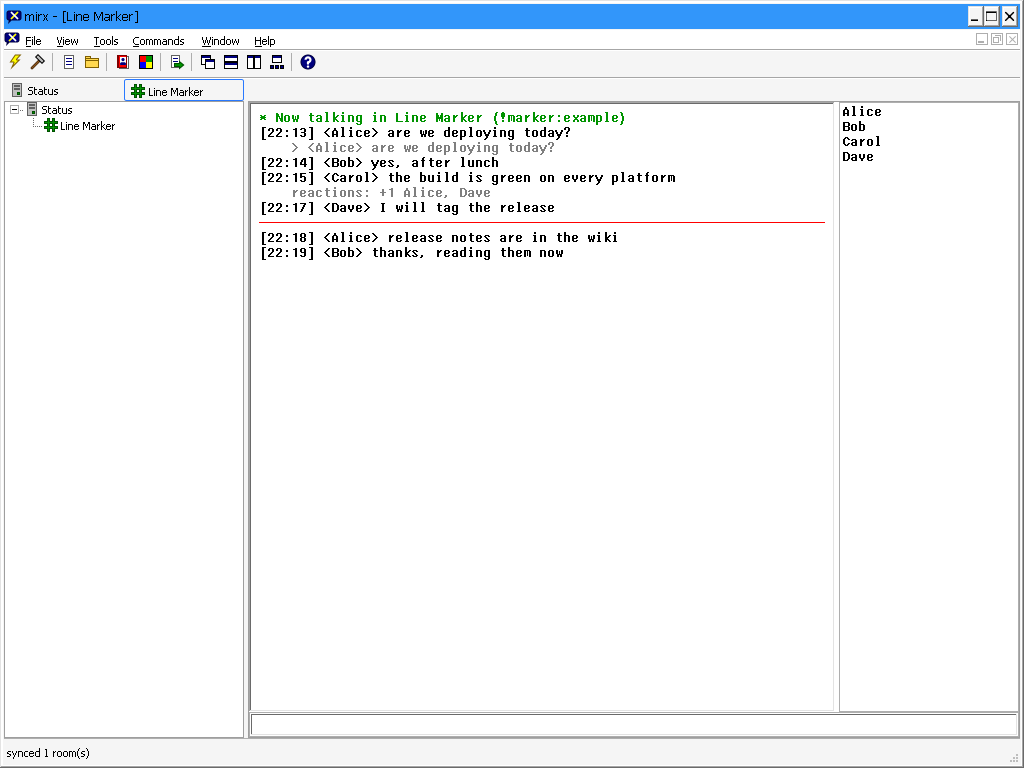 mirx - [Line Marker]
File View Tools Commands Window Help
Status
Line Marker
Status
Line Marker
* Now talking in Line Marker (!marker:example)
[22:13] <Alice> are we deploying today?
> <Alice> are we deploying today?
[22:14] <Bob> yes, after lunch
[22:15] <Carol> the build is green on every platform
reactions: +1 Alice, Dave
[22:17] <Dave> I will tag the release
[22:18] <Alice> release notes are in the wiki
[22:19] <Bob> thanks, reading them now
Alice
Bob
Carol
Dave
synced 1 room(s)